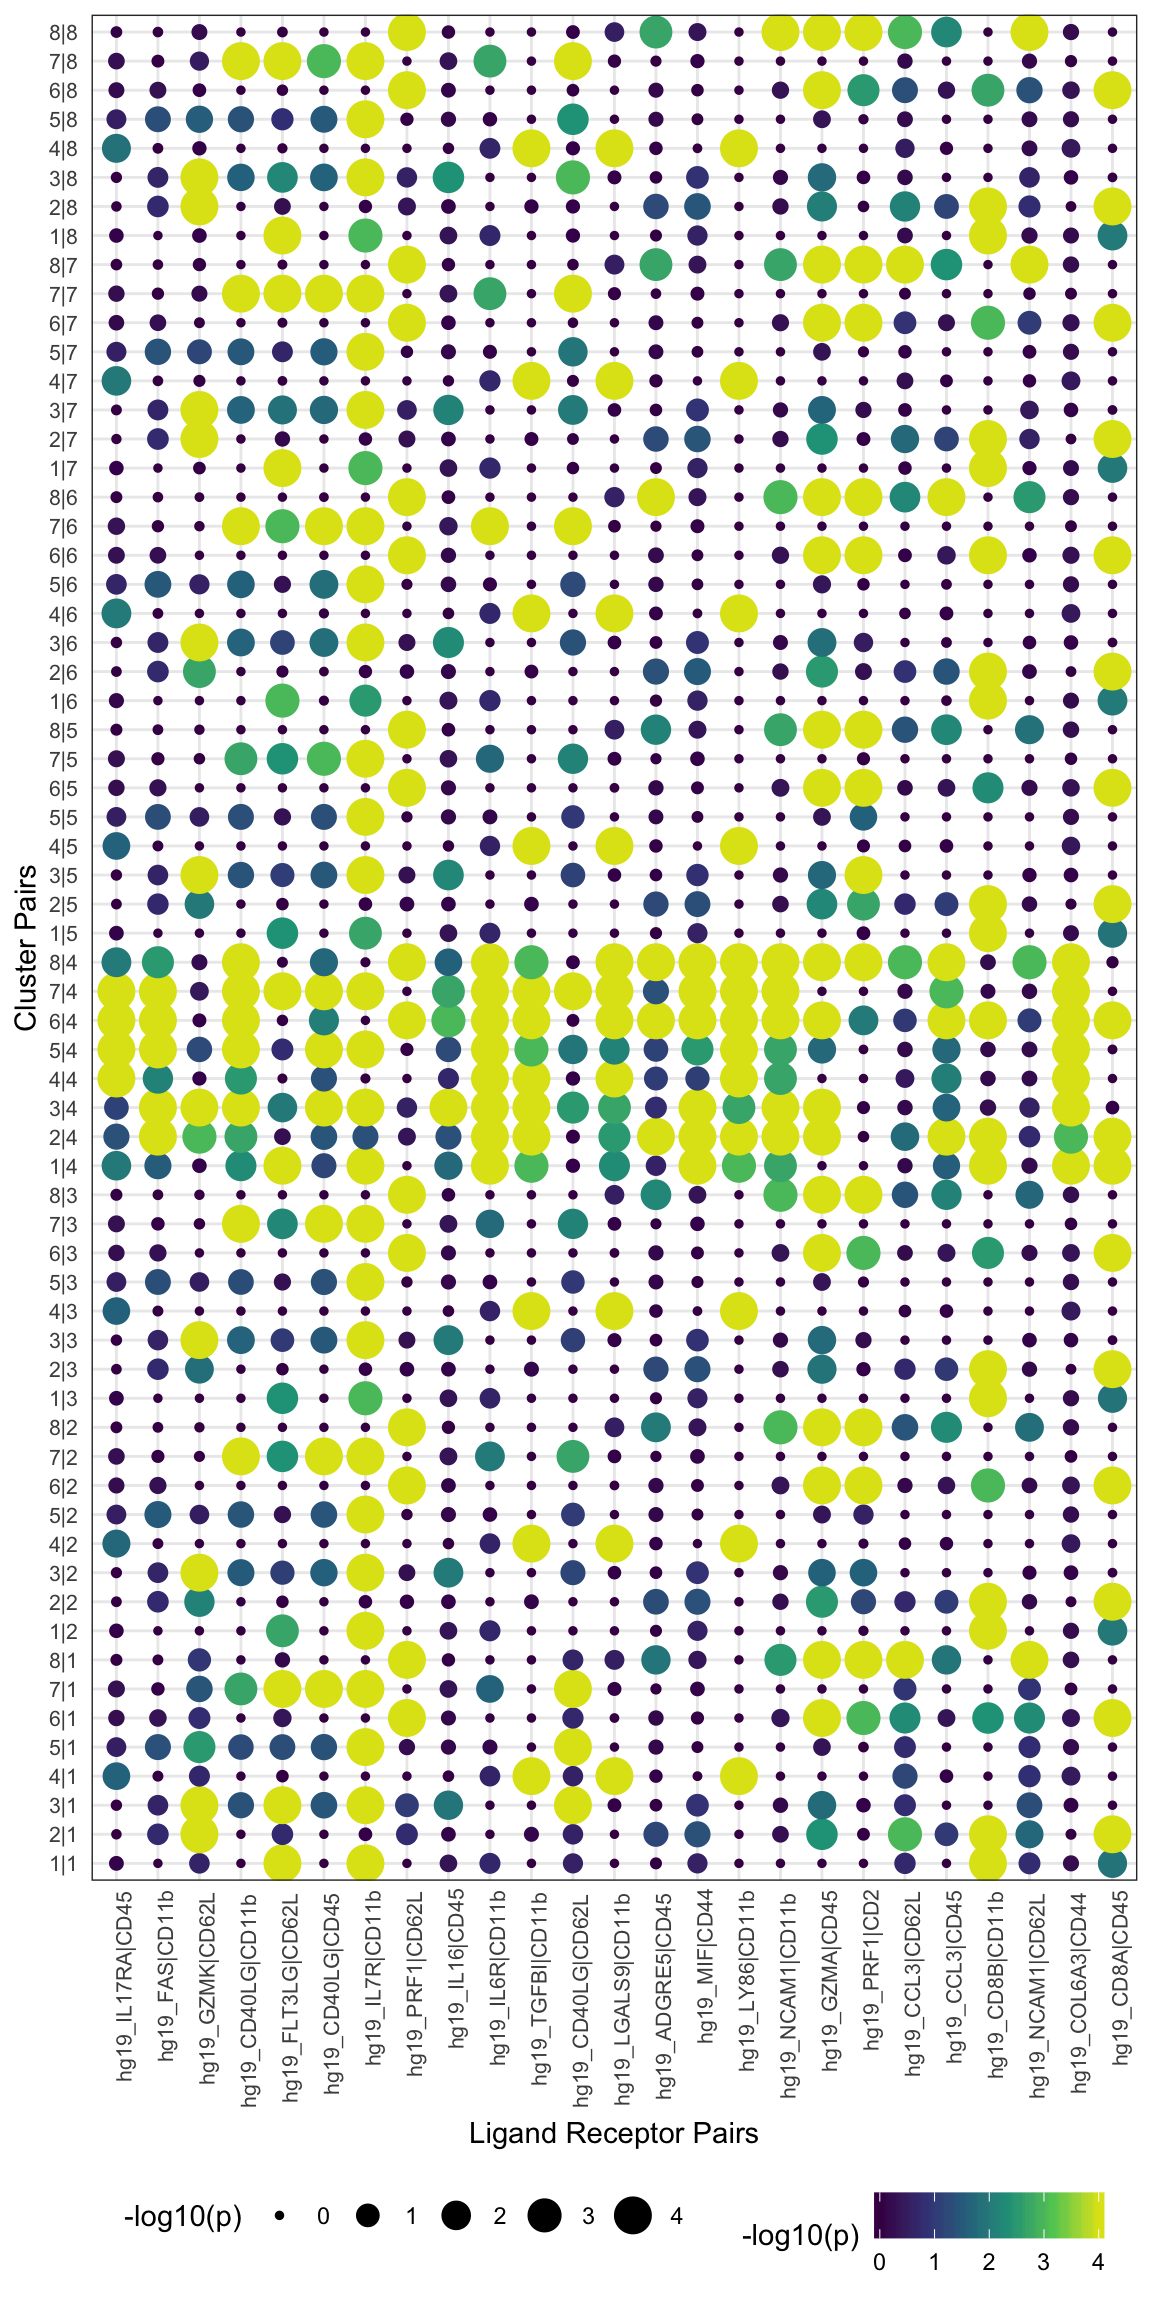 8|8
7|8
6|8
5|8
4|8
3|8
2|8
1|8
8|7
7|7
6|7
5|7
4|7
3|7
2|7
1|7
8|6
7|6
6|6
5|6
4|6
3|6
2|6
1|6
8|5
7|5
6|5
5|5
4|5
3|5
2|5
1|5
8|4
7|4
6|4
5|4
4|4
3|4
2|4
1|4
8|3
7|3
6|3
5|3
4|3
3|3
2|3
1|3
8|2
7|2
6|2
5|2
4|2
3|2
2|2
1|2
8|1
7|1
6|1
5|1
4|1
3|1
2|1
1|1
Cluster Pairs
hg19_IL17RA|CD45
hg19_FAS|CD11b
hg19_GZMK|CD62L
hg19_CD40LG|CD11b
hg19_FLT3LG|CD62L
hg19_CD40LG|CD45
hg19_IL7R|CD11b
hg19_PRF1|CD62L
hg19_IL16|CD45
hg19_IL6R|CD11b
hg19_TGFBI|CD11b
hg19_CD40LG|CD62L
hg19_LGALS9|CD11b
hg19_ADGRE5|CD45
hg19_MIF|CD44
hg19_LY86|CD11b
hg19_NCAM1|CD11b
hg19_GZMA|CD45
hg19_PRF1|CD2
hg19_CCL3|CD62L
hg19_CCL3|CD45
hg19_CD8B|CD11b
hg19_NCAM1|CD62L
hg19_COL6A3|CD44
hg19_CD8A|CD45
Ligand Receptor Pairs
-log10(p) 0 1 2 3 4
-log10(p)
0 1 2 3 4